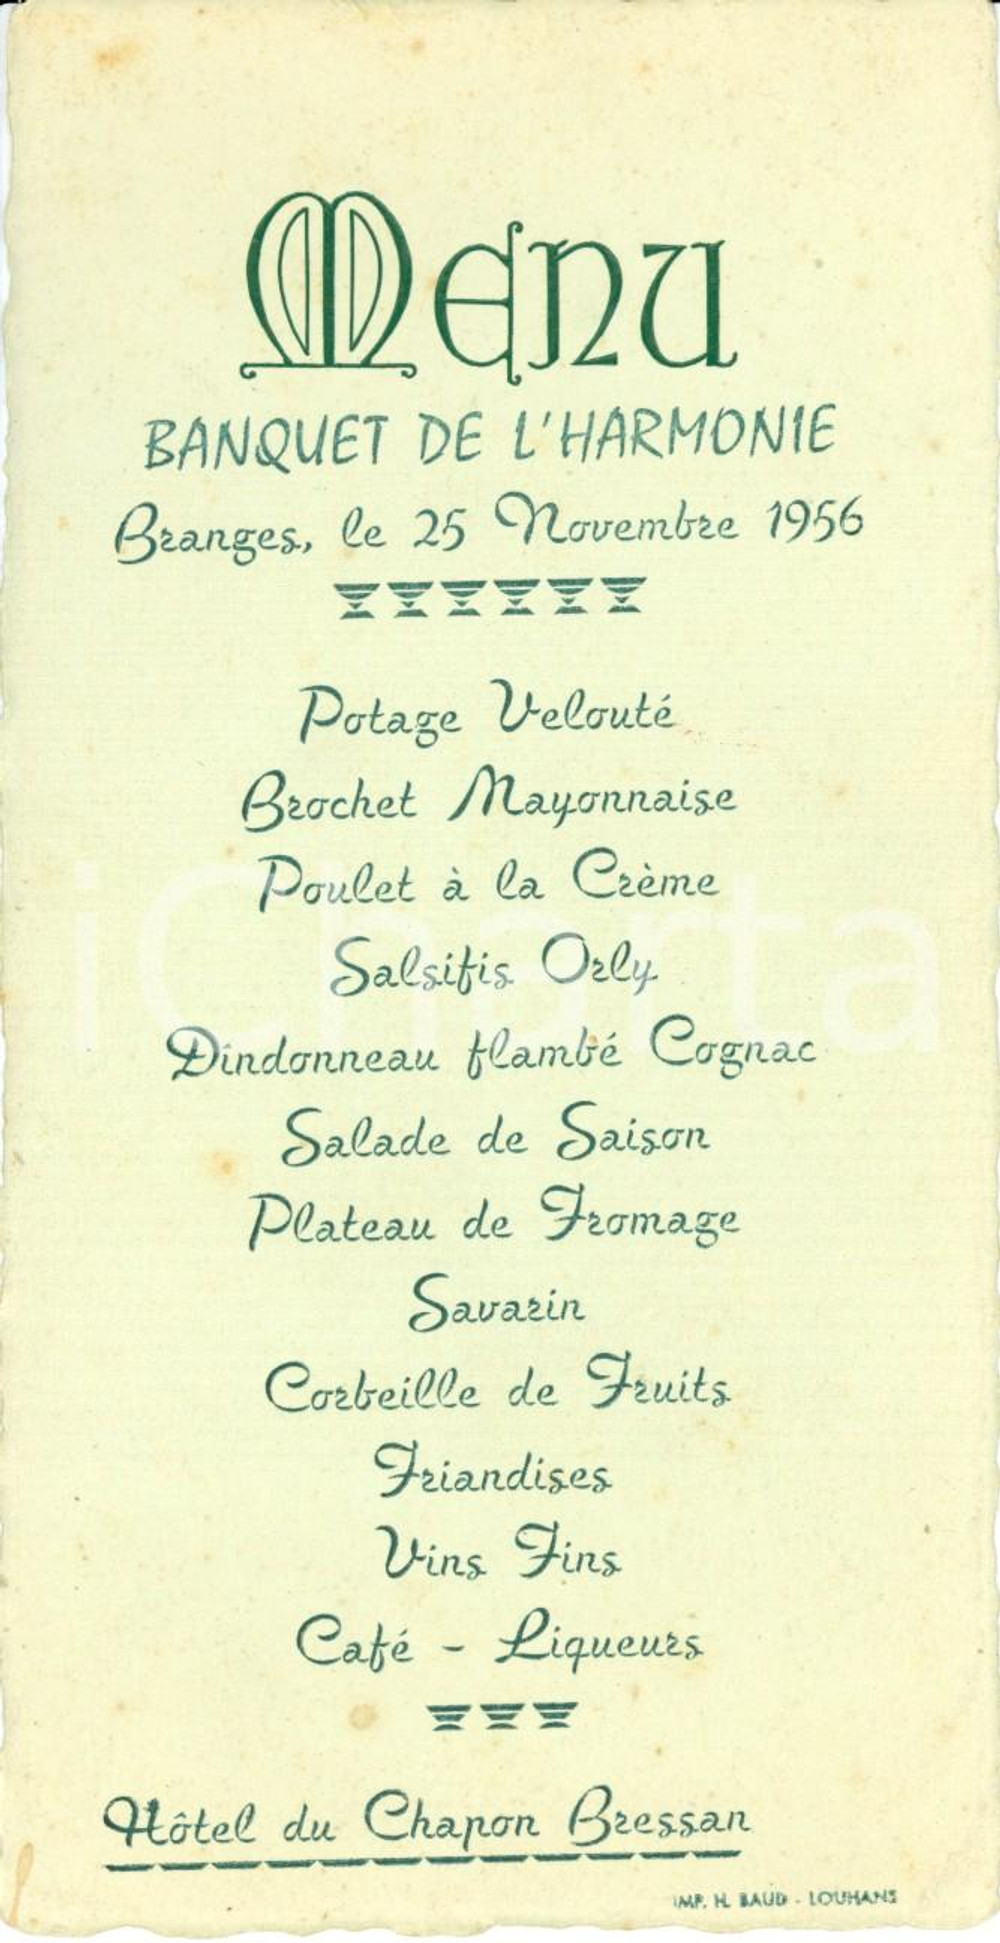 Menu
BANQUET DE L'HARMONIE
Branges, le 25 Novembre 1956
Potage Velouté
Brochet Mayonnaise
Poulet à la Crème
iCharta
Salsifis Orly
Dindonneau flambé Cognac
Salade de Saison
Plateau de Fromage
Savarin
Corbeille de Fruits
Friandises
Vins Fins
Café - Liqueurs
Hôtel du Chapon Bressan
IMP. H. BAUD - LOUHANS